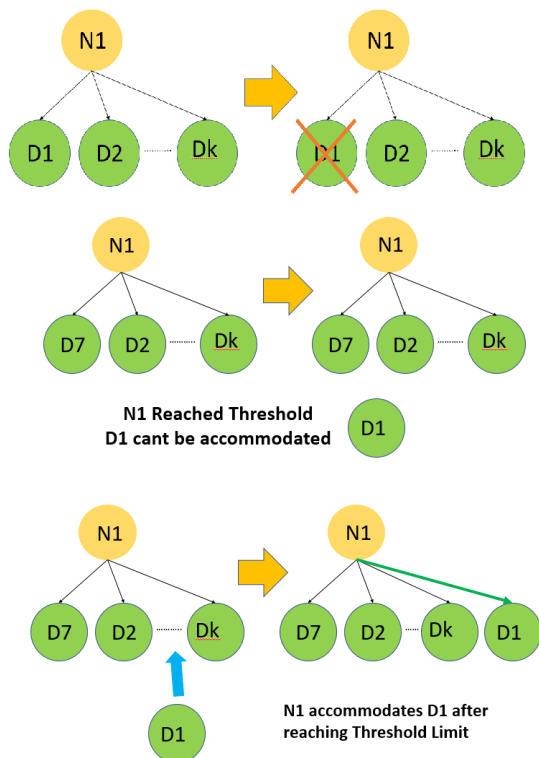 N1 N1
D1 D2 Dk D1 D2 Dk
N1 N1
D7 D2 Dk D7 D2 Dk
N1 Reached Threshold
D1 cant be accommodated
D1
N1 N1
D7 D2 Dk D7 D2 Dk D1
D1
N1 accommodates D1 after
reaching Threshold Limit